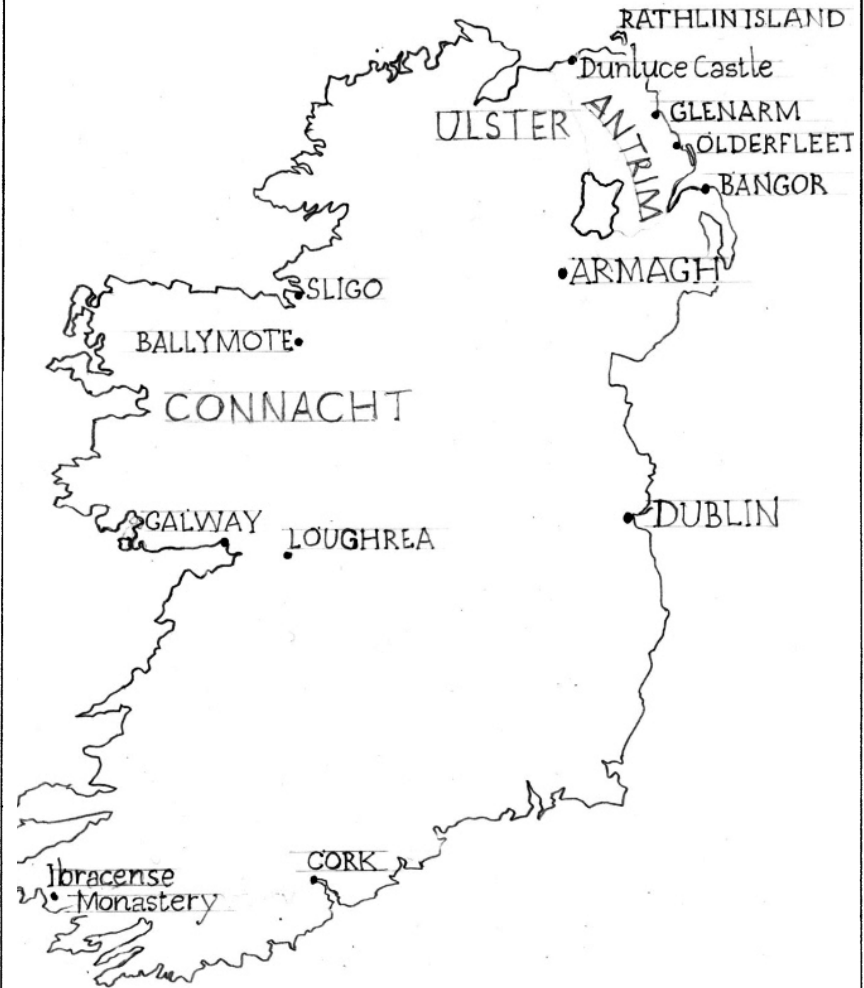 RATHLIN ISLAND
Dunluce Castle
ULSTER
ANTRIM
GLENARM
OLDERFLEET
BANGOR
ARMAGH
SLIGO
BALLYMOTE
CONNACHT
GALWAY
LOUGHREA
DUBLIN
CORK
Ibracense
Monastery